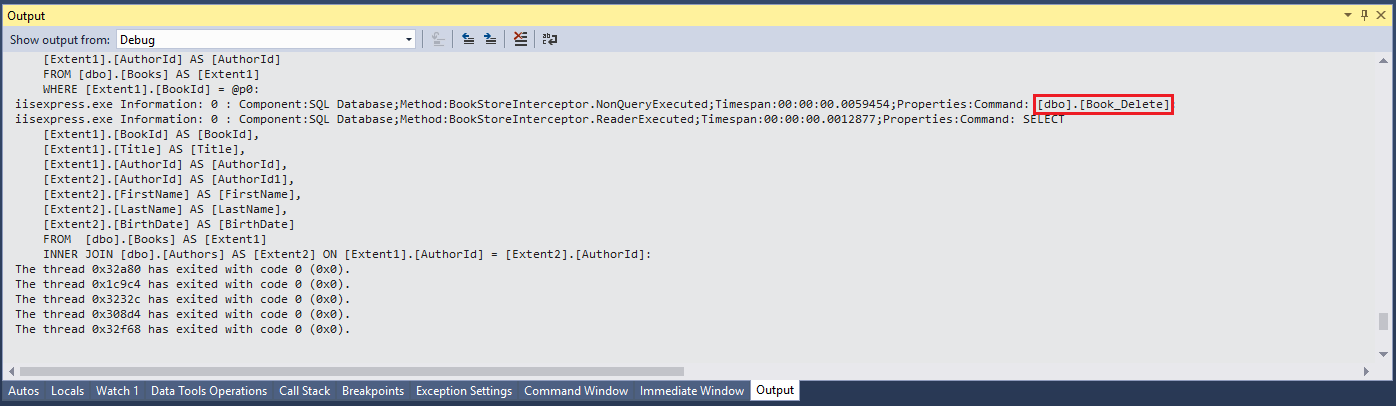 Output
Show output from: Debug
[Extent1].[AuthorId] AS [AuthorId]
FROM [dbo].[Books] AS [Extent1]
WHERE [Extent1].[BookId] = @p0:
iisexpress.exe Information: 0 : Component:SQL Database;Method:BookStoreInterceptor.NonQueryExecuted;Timespan:00:00:00.0059454;Properties:Command: [dbo].[Book_Delete]:
iisexpress.exe Information: 0 : Component:SQL Database;Method:BookStoreInterceptor.ReaderExecuted;Timespan:00:00:00.0012877;Properties:Command: SELECT
[Extent1].[BookId] AS [BookId],
[Extent1].[Title] AS [Title],
[Extent1].[AuthorId] AS [AuthorId],
[Extent2].[AuthorId] AS [AuthorId1],
[Extent2].[FirstName] AS [FirstName],
[Extent2].[LastName] AS [LastName],
[Extent2].[BirthDate] AS [BirthDate]
FROM  [dbo].[Books] AS [Extent1]
INNER JOIN [dbo].[Authors] AS [Extent2] ON [Extent1].[AuthorId] = [Extent2].[AuthorId]:
The thread 0x32a80 has exited with code 0 (0x0).
The thread 0x1c9c4 has exited with code 0 (0x0).
The thread 0x3232c has exited with code 0 (0x0).
The thread 0x308d4 has exited with code 0 (0x0).
The thread 0x32f68 has exited with code 0 (0x0).
Autos Locals Watch 1 Data Tools Operations Call Stack Breakpoints Exception Settings Command Window Immediate Window Output